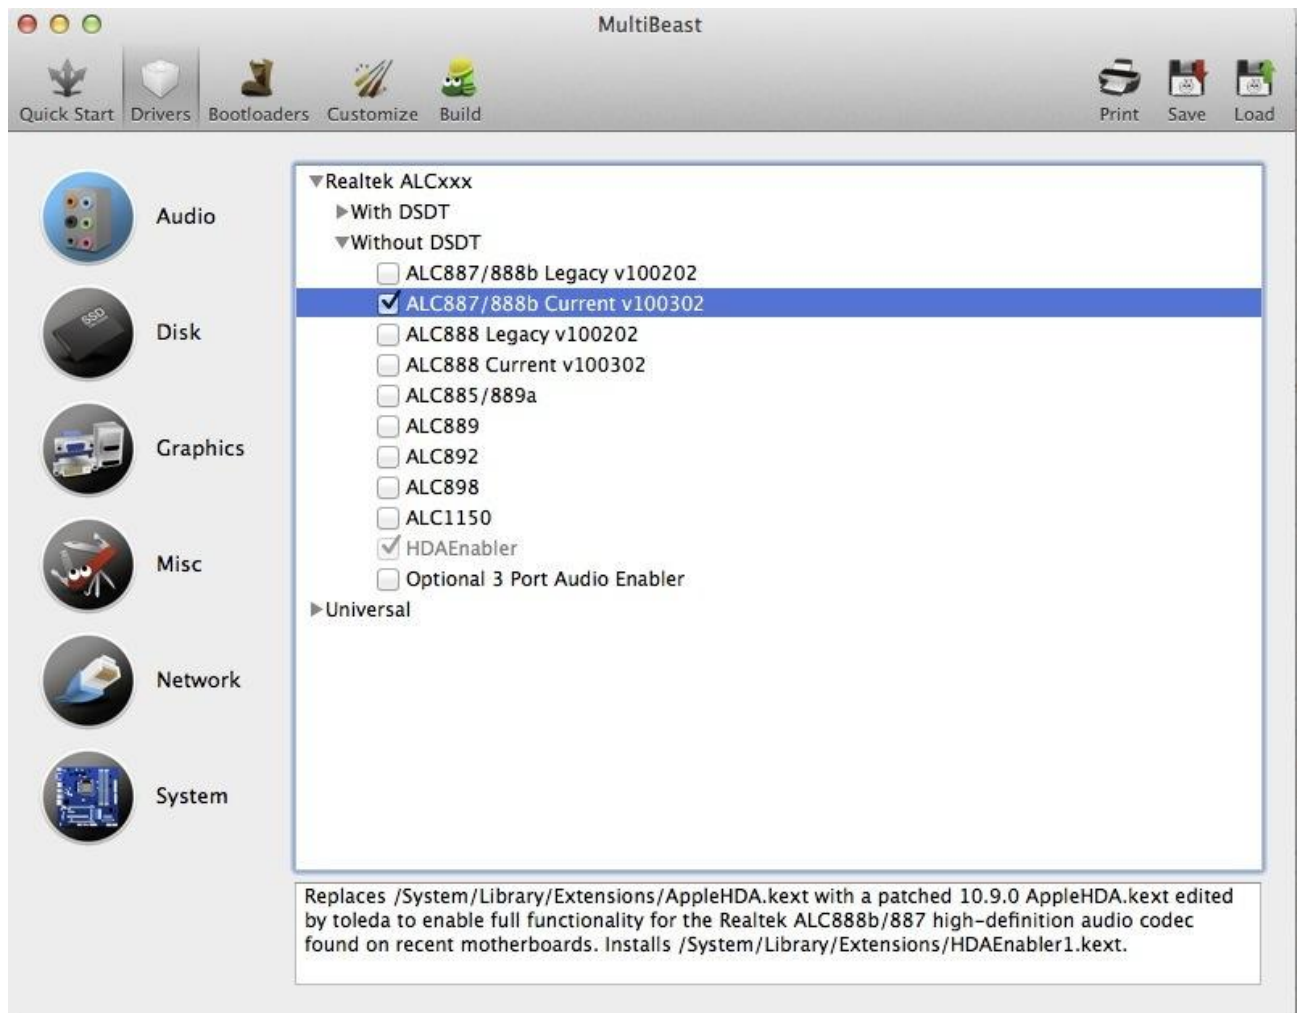 MultiBeast
Quick Start Drivers Bootloaders Customize Build Print Save Load
Audio
Disk
SSD
Graphics
Misc
Network
System
Realtek ALCxxx
With DSDT
Without DSDT
ALC887/888b Legacy v100202
ALC887/888b Current v100302
ALC888 Legacy v100202
ALC888 Current v100302
ALC885/889a
ALC889
ALC892
ALC898
ALC1150
HDAEnabler
Optional 3 Port Audio Enabler
Universal
Replaces /System/Library/Extensions/AppleHDA.kext with a patched 10.9.0 AppleHDA.kext edited
by toleda to enable full functionality for the Realtek ALC888b/887 high-definition audio codec
found on recent motherboards. Installs /System/Library/Extensions/HDAEnabler1.kext.